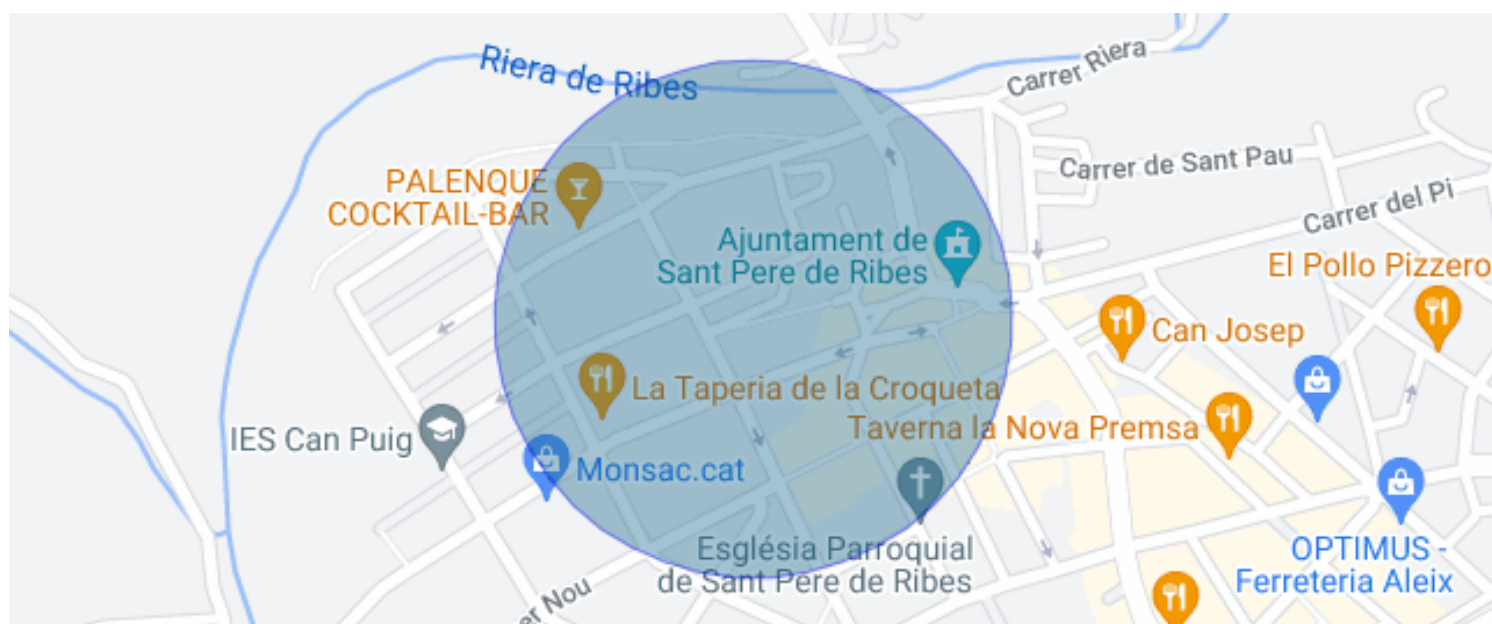 Riera de Ribes
Carrer Riera
Carrer de Sant Pau
PALENQUE
COCKTAIL-BAR
Carrer del Pi
Ajuntament de
Sant Pere de Ribes
El Pollo Pizzero
Can Josep
La Taperia de la Croqueta
Taverna la Nova Premsa
IES Can Puig
Monsac.cat
Església Parroquial
de Sant Pere de Ribes
OPTIMUS -
Ferreteria Aleix
er Nou